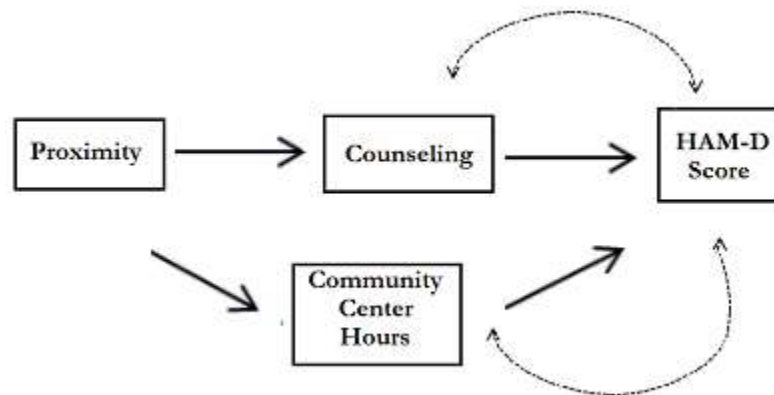 Proximity
Counseling
HAM-D
Score
Community
Center
Hours